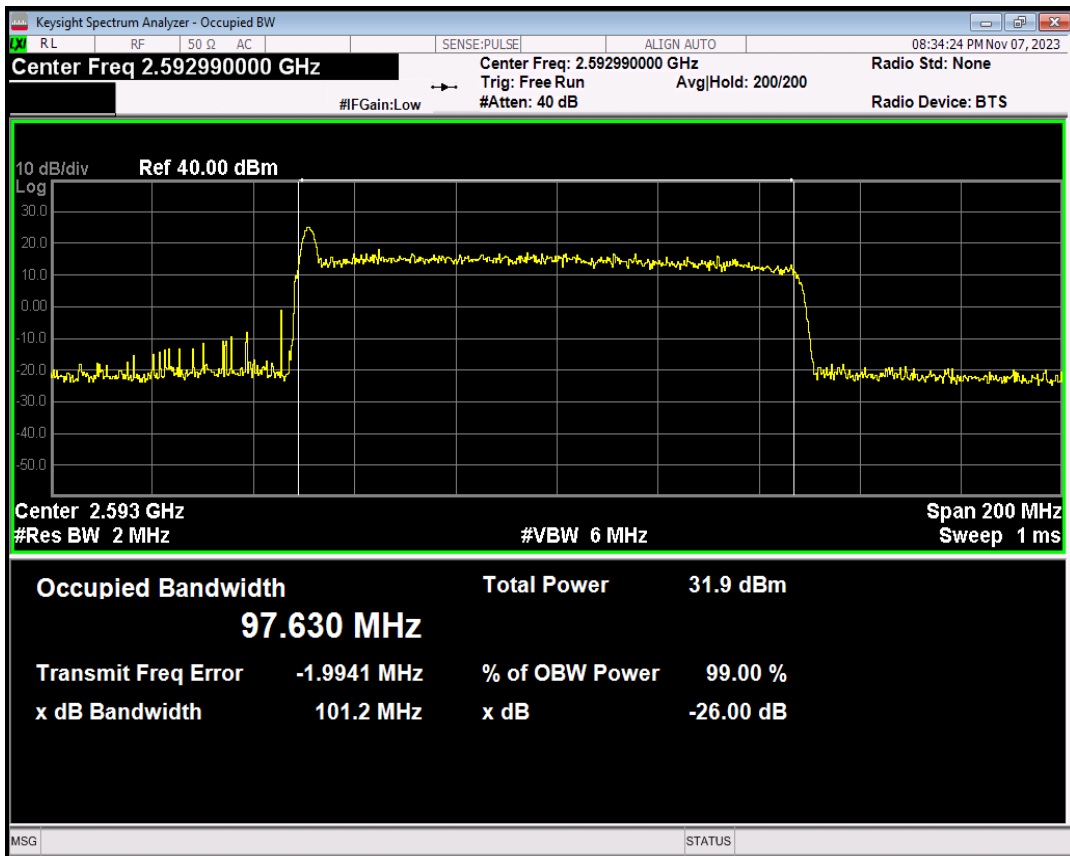 Keysight Spectrum Analyzer - Occupied BW
LXI RL RF 50 Ω AC SENSE:PULSE ALIGN AUTO 08:34:24 PM Nov 07, 2023
Center Freq 2.592990000 GHz Center Freq: 2.592990000 GHz Radio Std: None
Trig: Free Run Avg|Hold: 200/200
#IFGain:Low #Atten: 40 dB Radio Device: BTS
10 dB/div Ref 40.00 dBm
Log
30.0
20.0
10.0
0.00
-10.0
-20.0
-30.0
-40.0
-50.0
Center 2.593 GHz Span 200 MHz
#Res BW 2 MHz #VBW 6 MHz Sweep 1 ms
Occupied Bandwidth Total Power 31.9 dBm
97.630 MHz
Transmit Freq Error -1.9941 MHz % of OBW Power 99.00 %
x dB Bandwidth 101.2 MHz x dB -26.00 dB
MSG STATUS